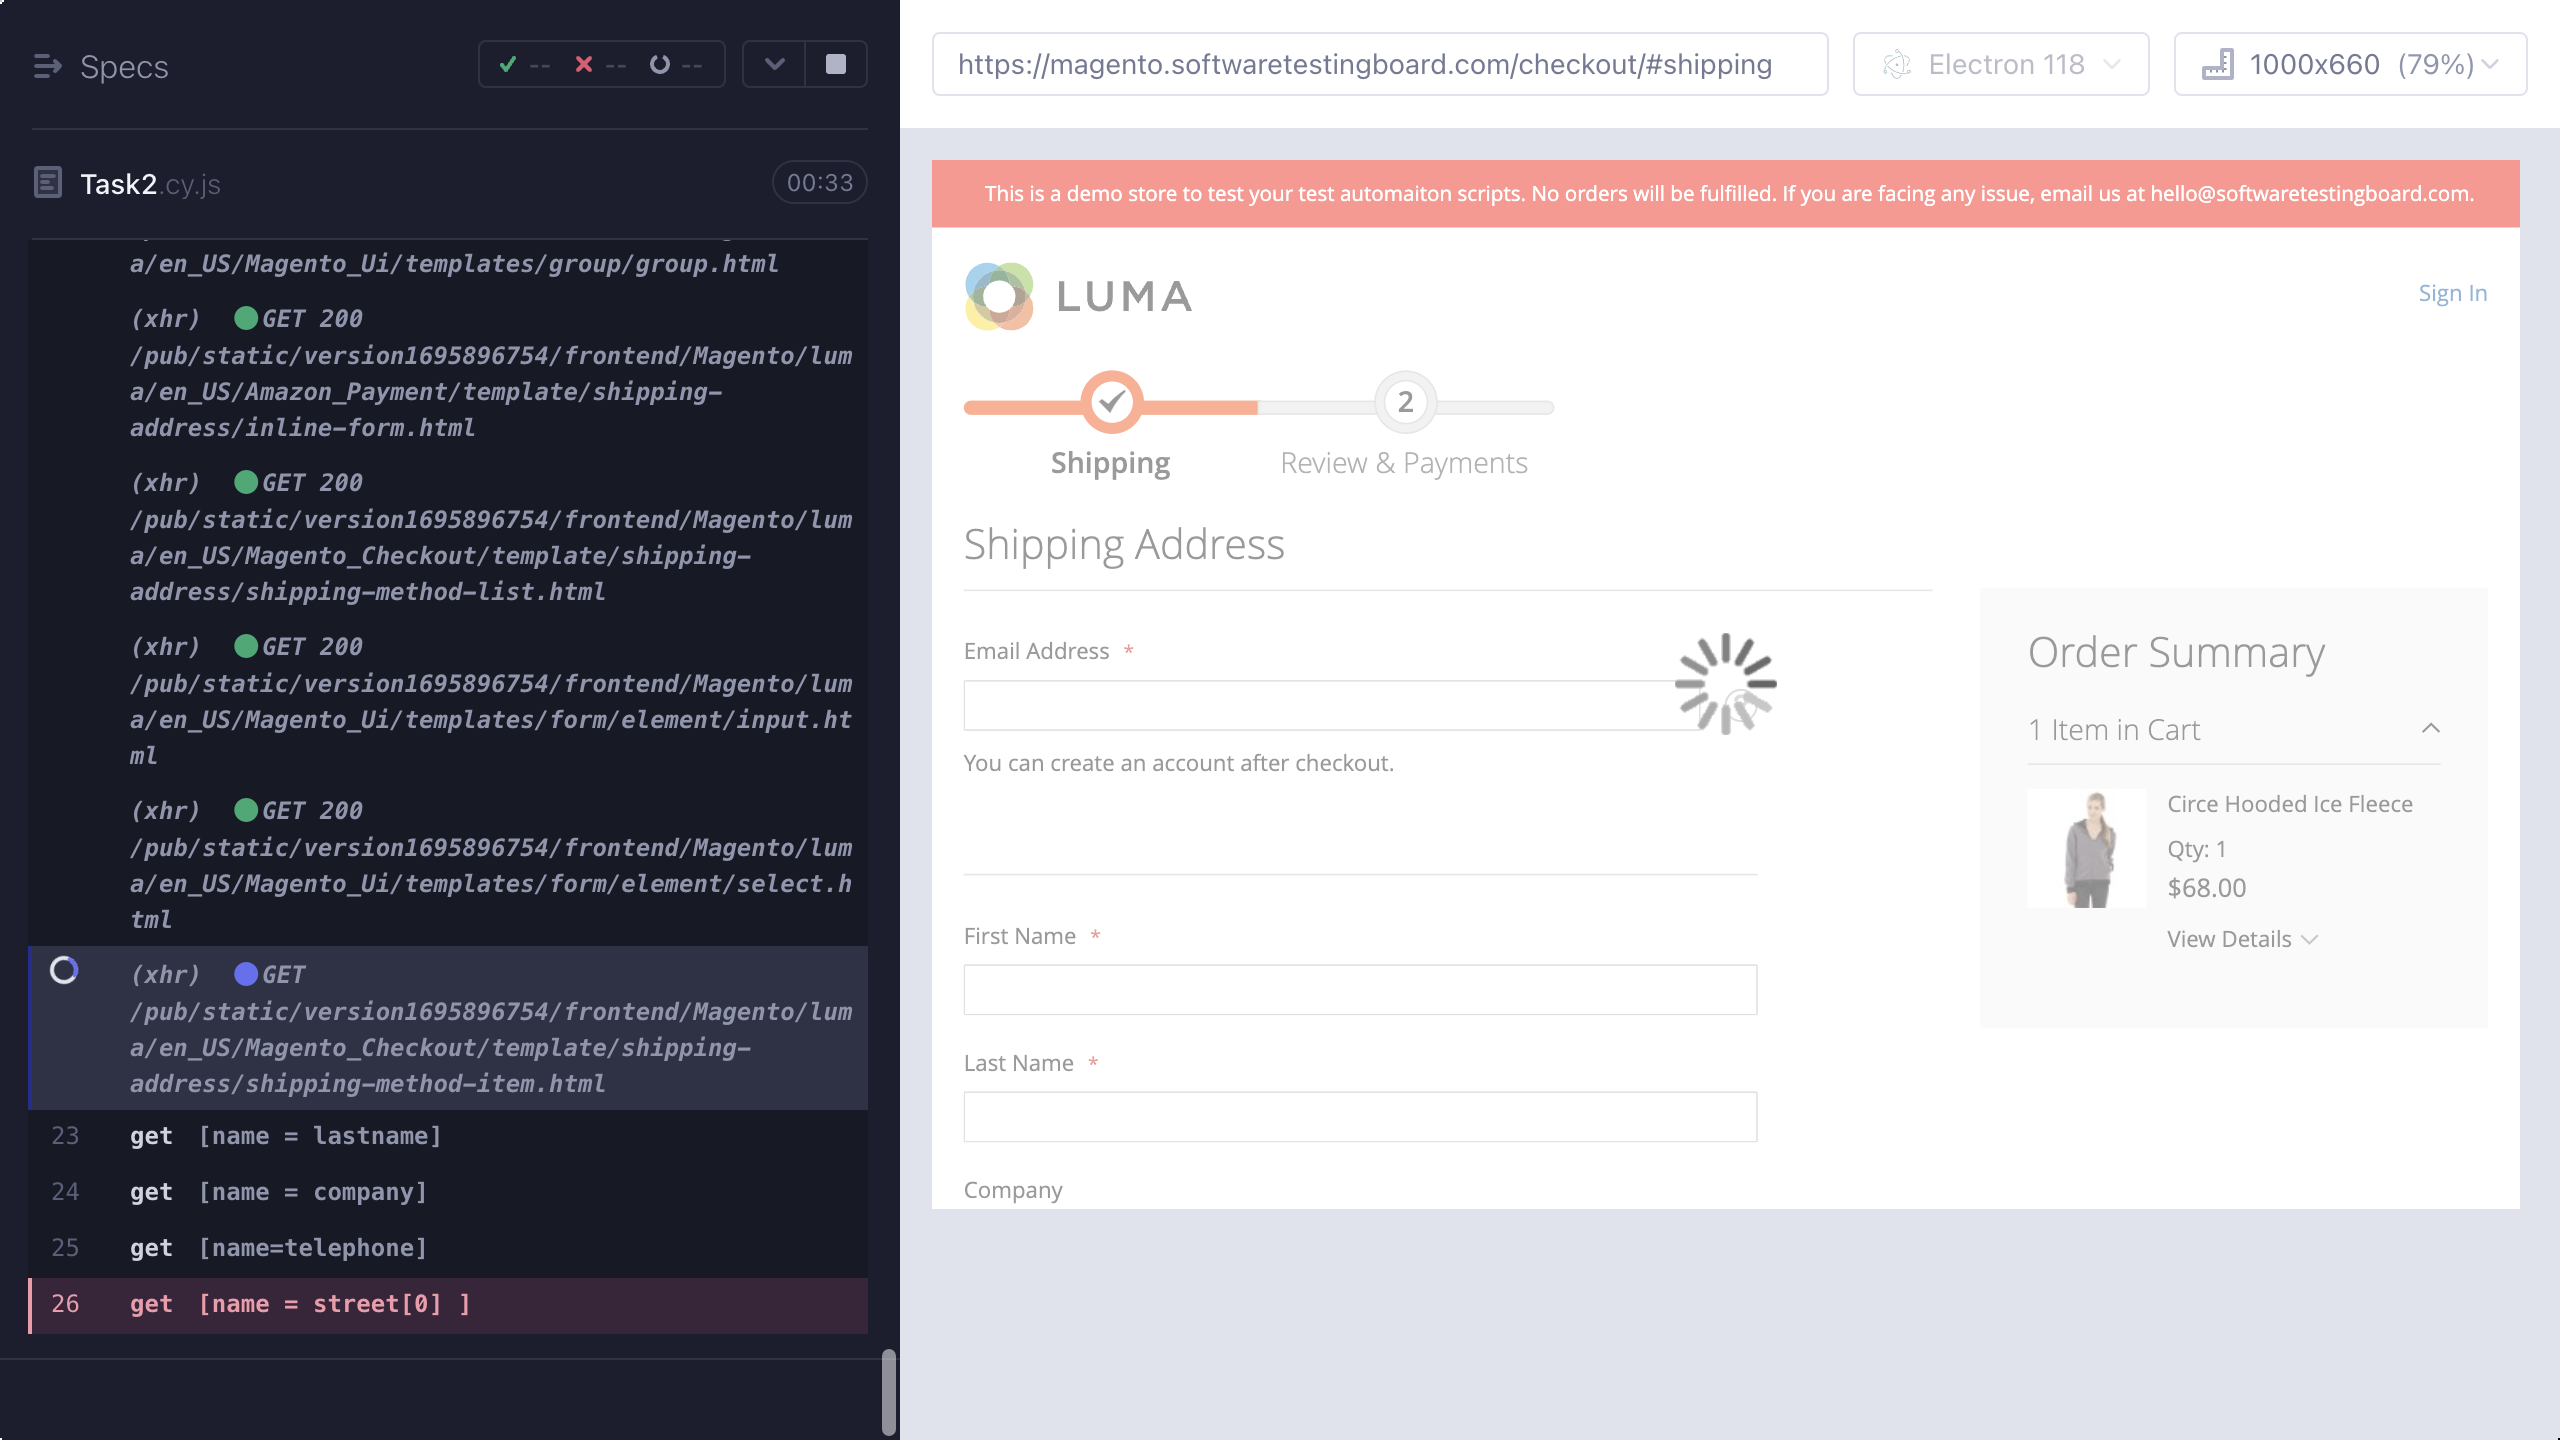 Specs
-- -- --
Task2.cy.js
00:33
a/en_US/Magento_Ui/templates/group/group.html
(xhr) GET 200
/pub/static/version1695896754/frontend/Magento/lum
a/en_US/Amazon_Payment/template/shipping-
address/inline-form.html
(xhr) GET 200
/pub/static/version1695896754/frontend/Magento/lum
a/en_US/Magento_Checkout/template/shipping-
address/shipping-method-list.html
(xhr) GET 200
/pub/static/version1695896754/frontend/Magento/lum
a/en_US/Magento_Ui/templates/form/element/input.ht
ml
(xhr) GET 200
/pub/static/version1695896754/frontend/Magento/lum
a/en_US/Magento_Ui/templates/form/element/select.h
tml
(xhr) GET
/pub/static/version1695896754/frontend/Magento/lum
a/en_US/Magento_Checkout/template/shipping-
address/shipping-method-item.html
23 get [name = lastname]
24 get [name = company]
25 get [name=telephone]
26 get [name = street[0] ]
https://magento.softwaretestingboard.com/checkout/#shipping
Electron 118
1000x660 (79%)
This is a demo store to test your test automaiton scripts. No orders will be fulfilled. If you are facing any issue, email us at hello@softwaretestingboard.com.
LUMA
Sign In
2
Shipping
Review & Payments
Shipping Address
Email Address *
You can create an account after checkout.
First Name *
Last Name *
Company
Order Summary
1 Item in Cart
Circe Hooded Ice Fleece
Qty: 1
$68.00
View Details